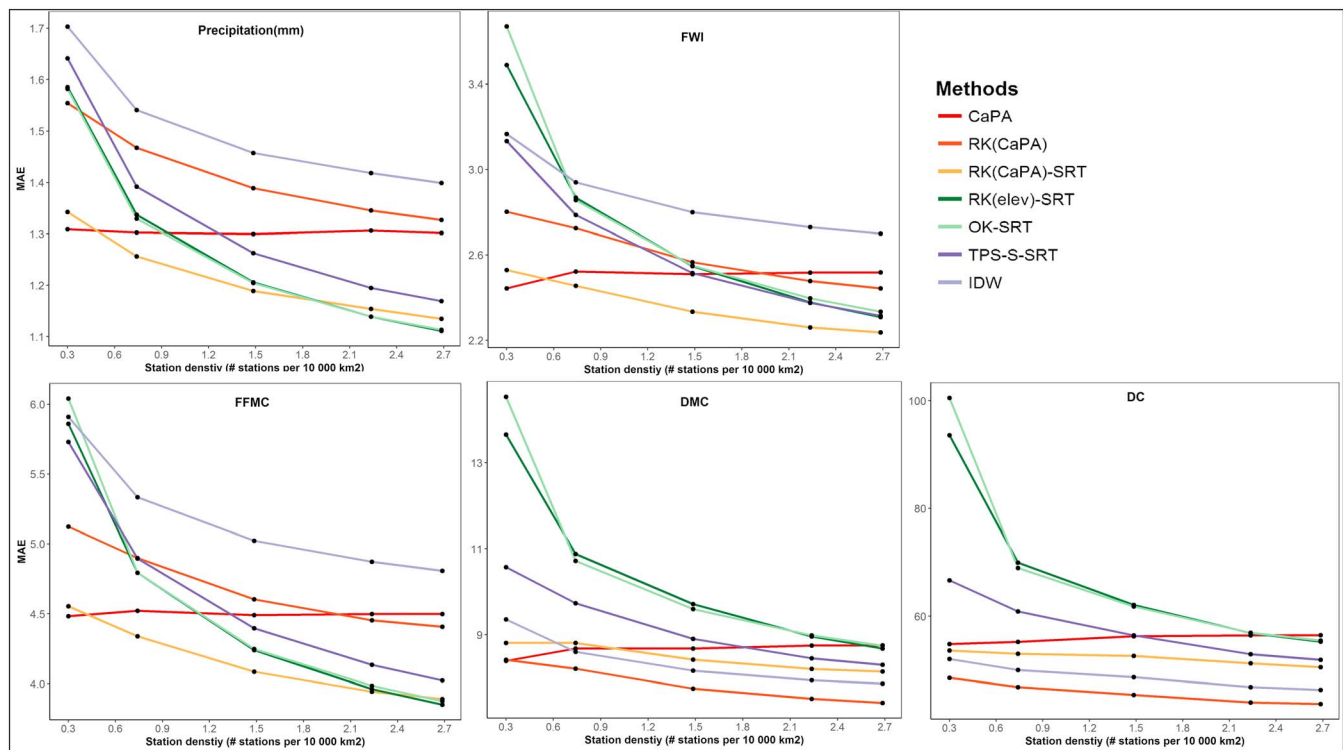 Precipitation(mm)
MAE
1.7
1.6
1.5
1.4
1.3
1.2
1.1
0.3 0.6 0.9 1.2 1.5 1.8 2.1 2.4 2.7
Station denstiy (# stations per 10 000 km2)
FWI
3.4
3.0
2.6
2.2
0.3 0.6 0.9 1.2 1.5 1.8 2.1 2.4 2.7
Station denstiy (# stations per 10 000 km2)
Methods
CaPA
RK(CaPA)
RK(CaPA)-SRT
RK(elev)-SRT
OK-SRT
TPS-S-SRT
IDW
FFMC
MAE
6.0
5.5
5.0
4.5
4.0
0.3 0.6 0.9 1.2 1.5 1.8 2.1 2.4 2.7
Station denstiy (# stations per 10 000 km2)
DMC
13
11
9
0.3 0.6 0.9 1.2 1.5 1.8 2.1 2.4 2.7
Station denstiy (# stations per 10 000 km2)
DC
100
80
60
0.3 0.6 0.9 1.2 1.5 1.8 2.1 2.4 2.7
Station denstiy (# stations per 10 000 km2)